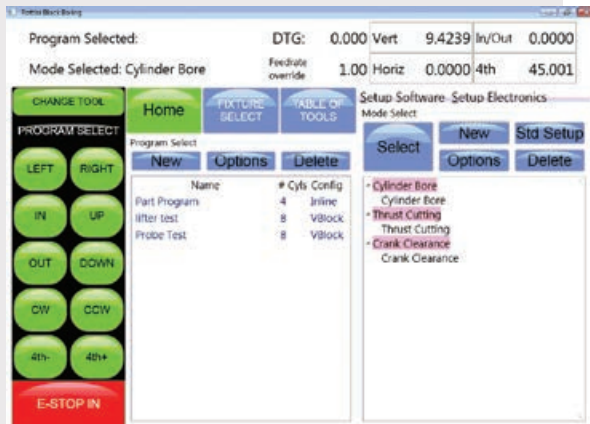 Rottler Block Boring
Program Selected: DTG: 0.000 Vert 9.4239 In/Out 0.0000
Mode Selected: Cylinder Bore Feedrate override 1.00 Horiz 0.0000 4th 45.001
CHANGE TOOL
PROGRAM SELECT
LEFT RIGHT
IN UP
OUT DOWN
CW CCW
4th- 4th+
E-STOP IN
Home FIXTURE SELECT TABLE OF TOOLS
Program Select
New Options Delete
Name # Cyls Config
Part Program 4 Inline
lifter test 8 VBlock
Probe Test 8 VBlock
Setup Software Setup Electronics
Mode Select
Select New Std Setup
Options Delete
Cylinder Bore
Cylinder Bore
Thrust Cutting
Thrust Cutting
Crank Clearance
Crank Clearance